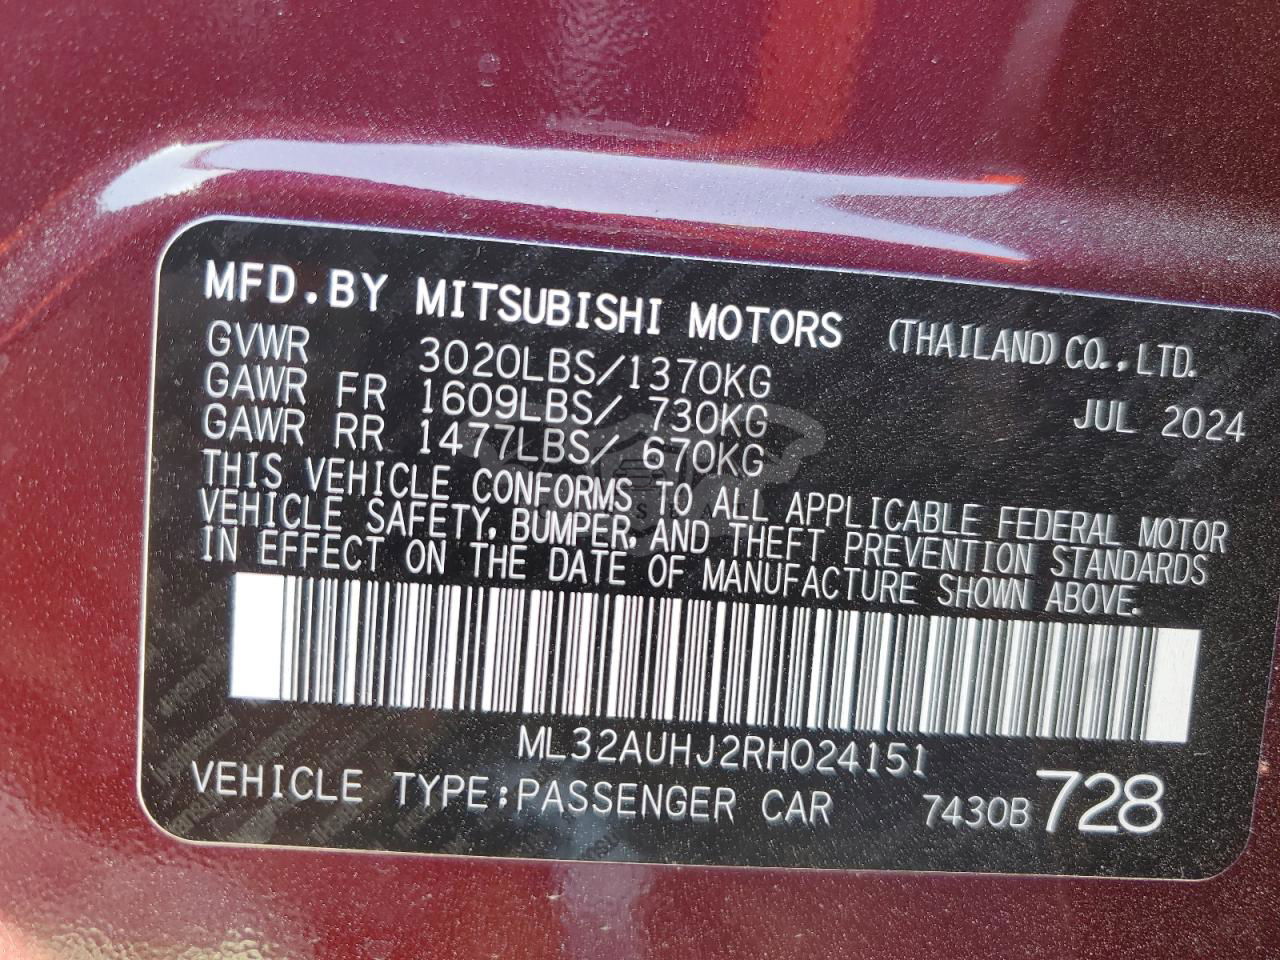 MFD.BY MITSUBISHI MOTORS (THAILAND) CO.,LTD.
GVWR 3020LBS/1370KG
GAWR FR 1609LBS/ 730KG JUL 2024
GAWR RR 1477LBS/ 670KG
THIS VEHICLE CONFORMS TO ALL APPLICABLE FEDERAL MOTOR
VEHICLE SAFETY, BUMPER, AND THEFT PREVENTION STANDARDS
IN EFFECT ON THE DATE OF MANUFACTURE SHOWN ABOVE.
ML32AUHJ2RH024151
VEHICLE TYPE:PASSENGER CAR 7430B 728